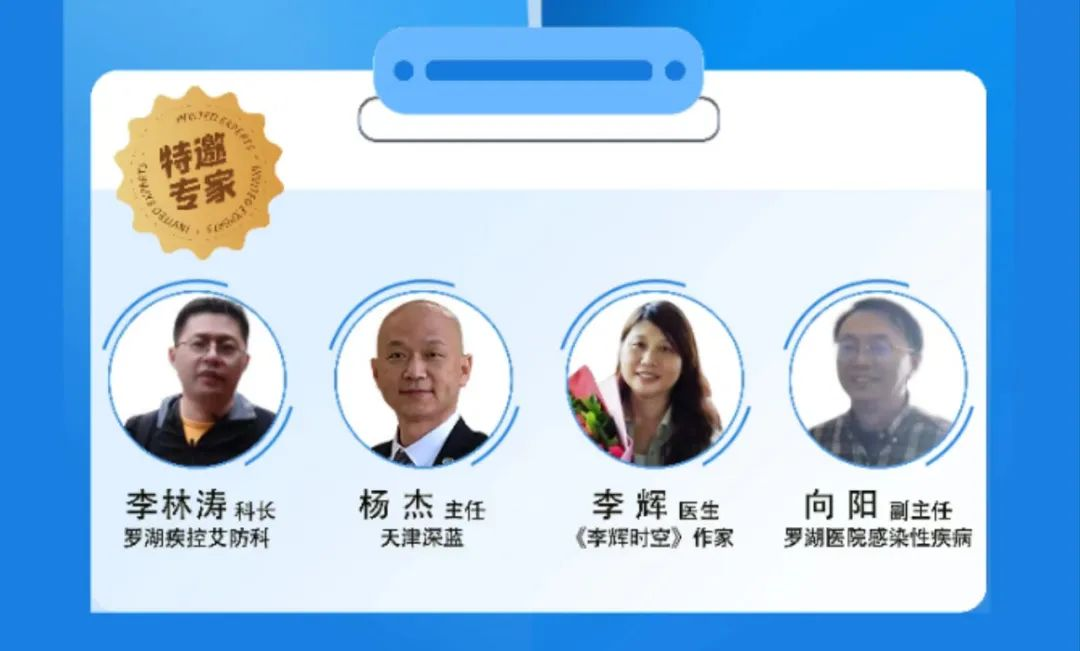 INVITED EXPERTS · INVITED EXPERTS · INVITED EXPERTS
特邀
专家
李林涛 科长
罗湖疾控艾防科
杨杰 主任
天津深蓝
李辉 医生
《李辉时空》作家
向阳 副主任
罗湖医院感染性疾病